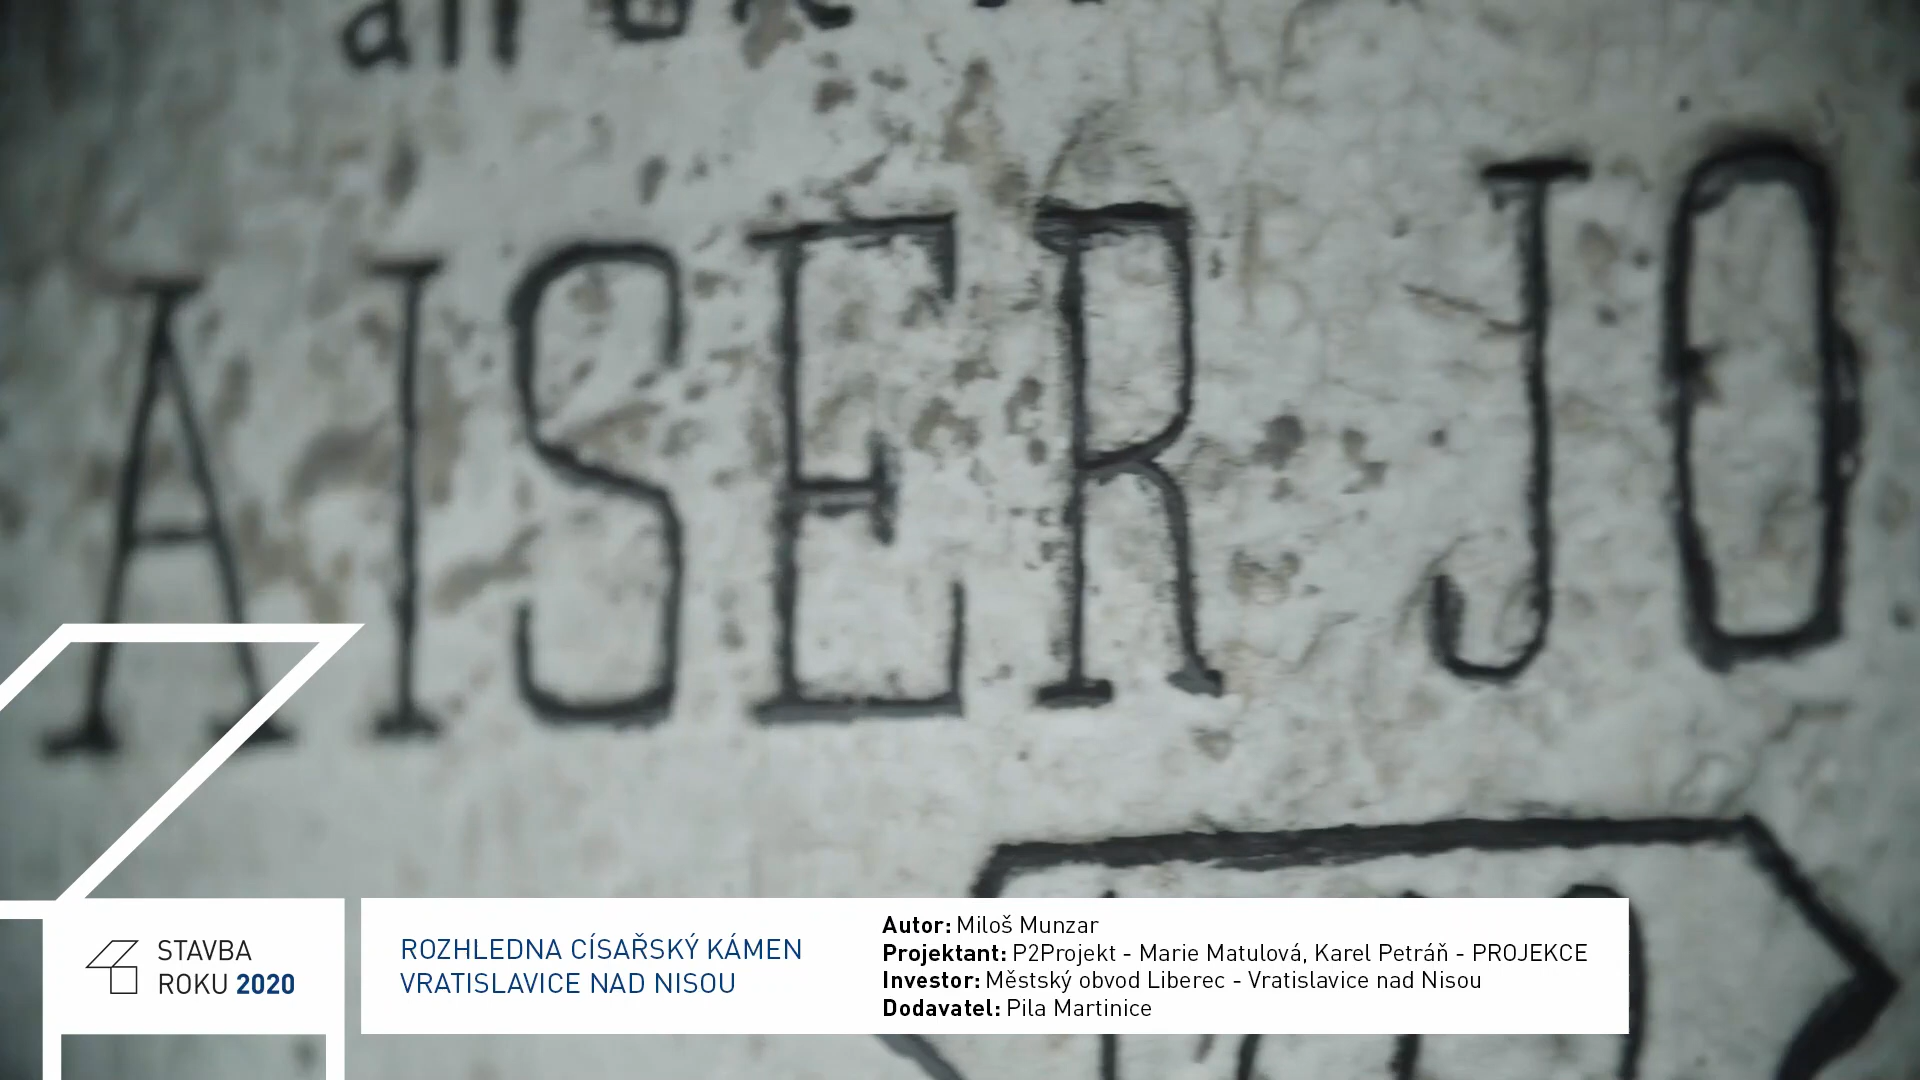 AISER JO
STAVBA
ROKU 2020
ROZHLEDNA CÍSAŘSKÝ KÁMEN
VRATISLAVICE NAD NISOU
Autor: Miloš Munzar
Projektant: P2Projekt - Marie Matulová, Karel Petráň - PROJEKCE
Investor: Městský obvod Liberec - Vratislavice nad Nisou
Dodavatel: Pila Martinice